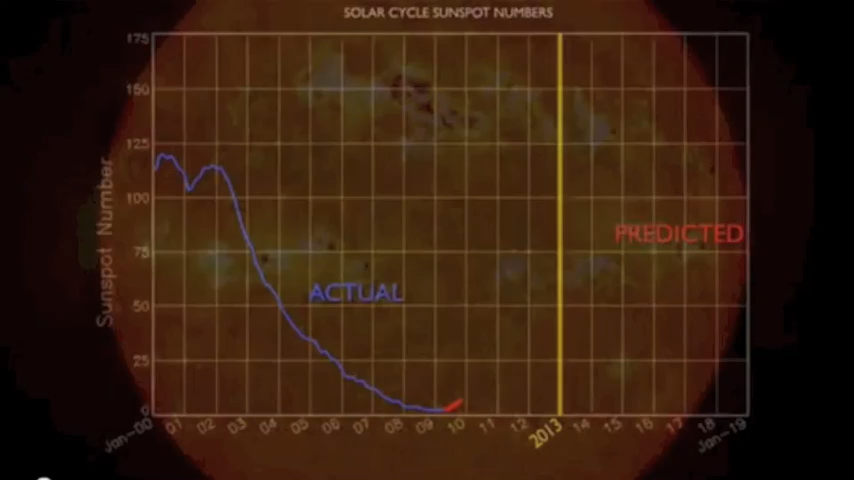 SOLAR CYCLE SUNSPOT NUMBERS
175
150
125
100
75
50
25
0
Sunspot Number
ACTUAL
PREDICTED
Jan-00 01 02 03 04 05 06 07 08 09 10 11 12 2013 14 15 16 17 18 Jan-19